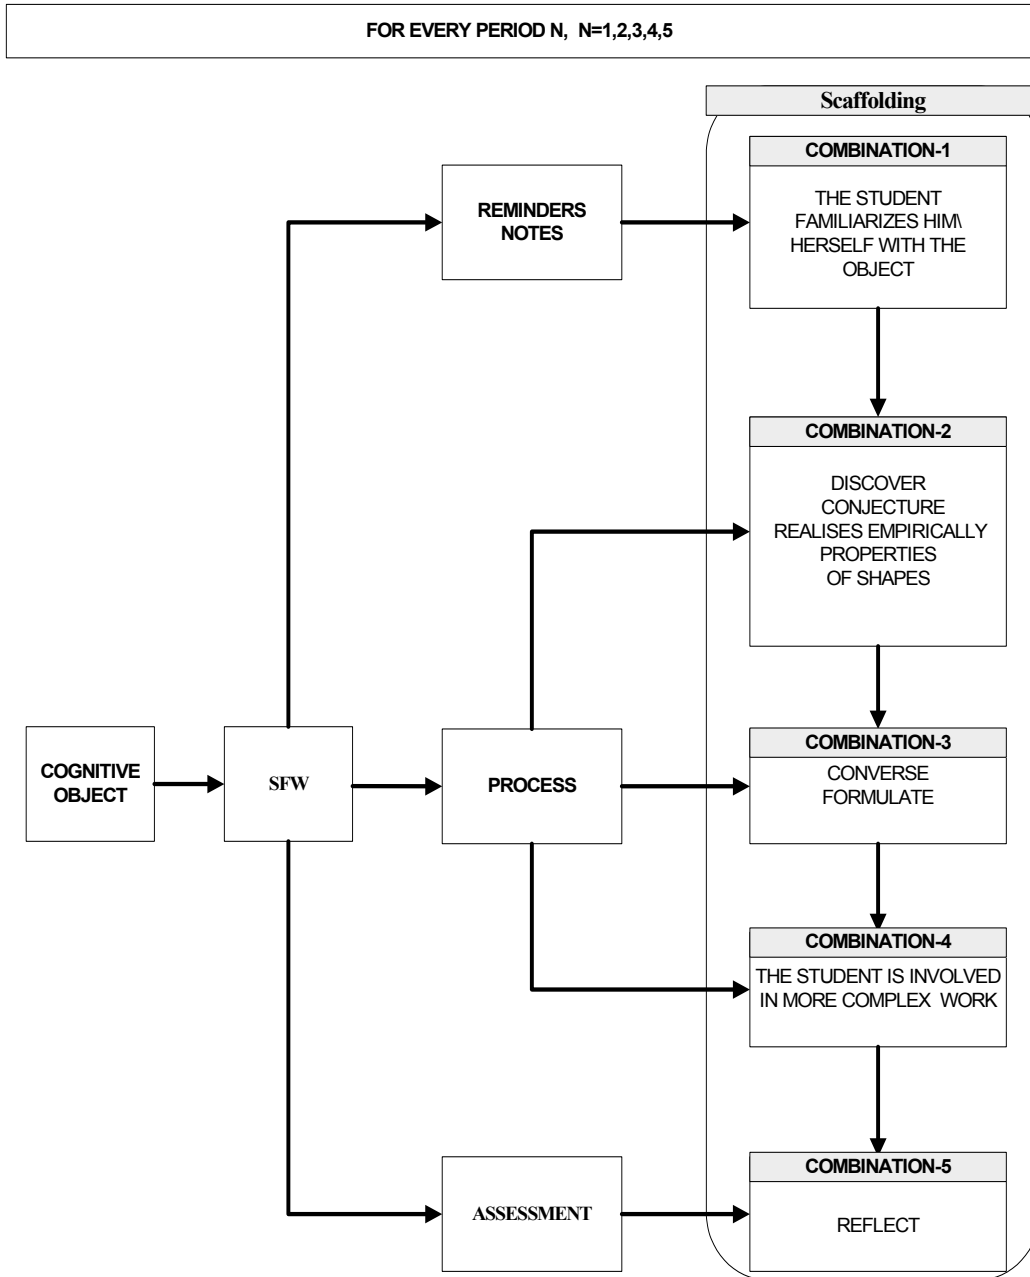 FOR EVERY PERIOD N,  N=1,2,3,4,5
Scaffolding
COMBINATION-1
THE STUDENT
FAMILIARIZES HIM\
HERSELF WITH THE
OBJECT
REMINDERS
NOTES
COMBINATION-2
DISCOVER
CONJECTURE
REALISES EMPIRICALLY
PROPERTIES
OF SHAPES
COGNITIVE
OBJECT
SFW
PROCESS
COMBINATION-3
CONVERSE
FORMULATE
COMBINATION-4
THE STUDENT IS INVOLVED
IN MORE COMPLEX  WORK
ASSESSMENT
COMBINATION-5
REFLECT